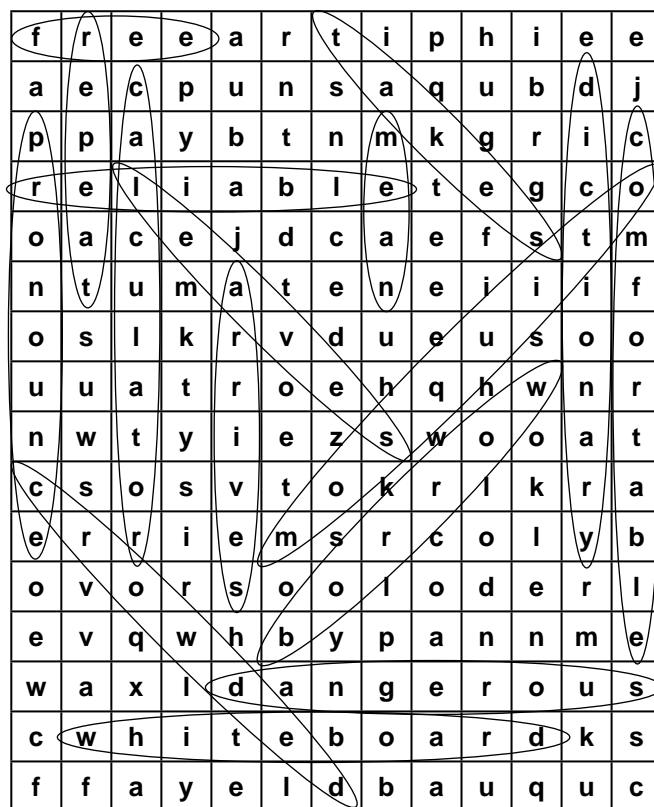 f r e e a r t i p h i e e
a e c p u n s a q u b d j
p p a y b t n m k g r i c
r e l i a b l e t e g c o
o a c e j d c a e f s t m
n t u m a t e n e i i i f
o s l k r v d u e u s o o
u u a t r o e h q h w n r
n w t y i e z s w o o a t
c s o s v t o k r l k r a
e r r i e m s r c o l y b
o v o r s o o l o d e r l
e v q w h b y p a n n m e
w a x l d a n g e r o u s
c w h i t e b o a r d k s
f f a y e l d b a u q u c